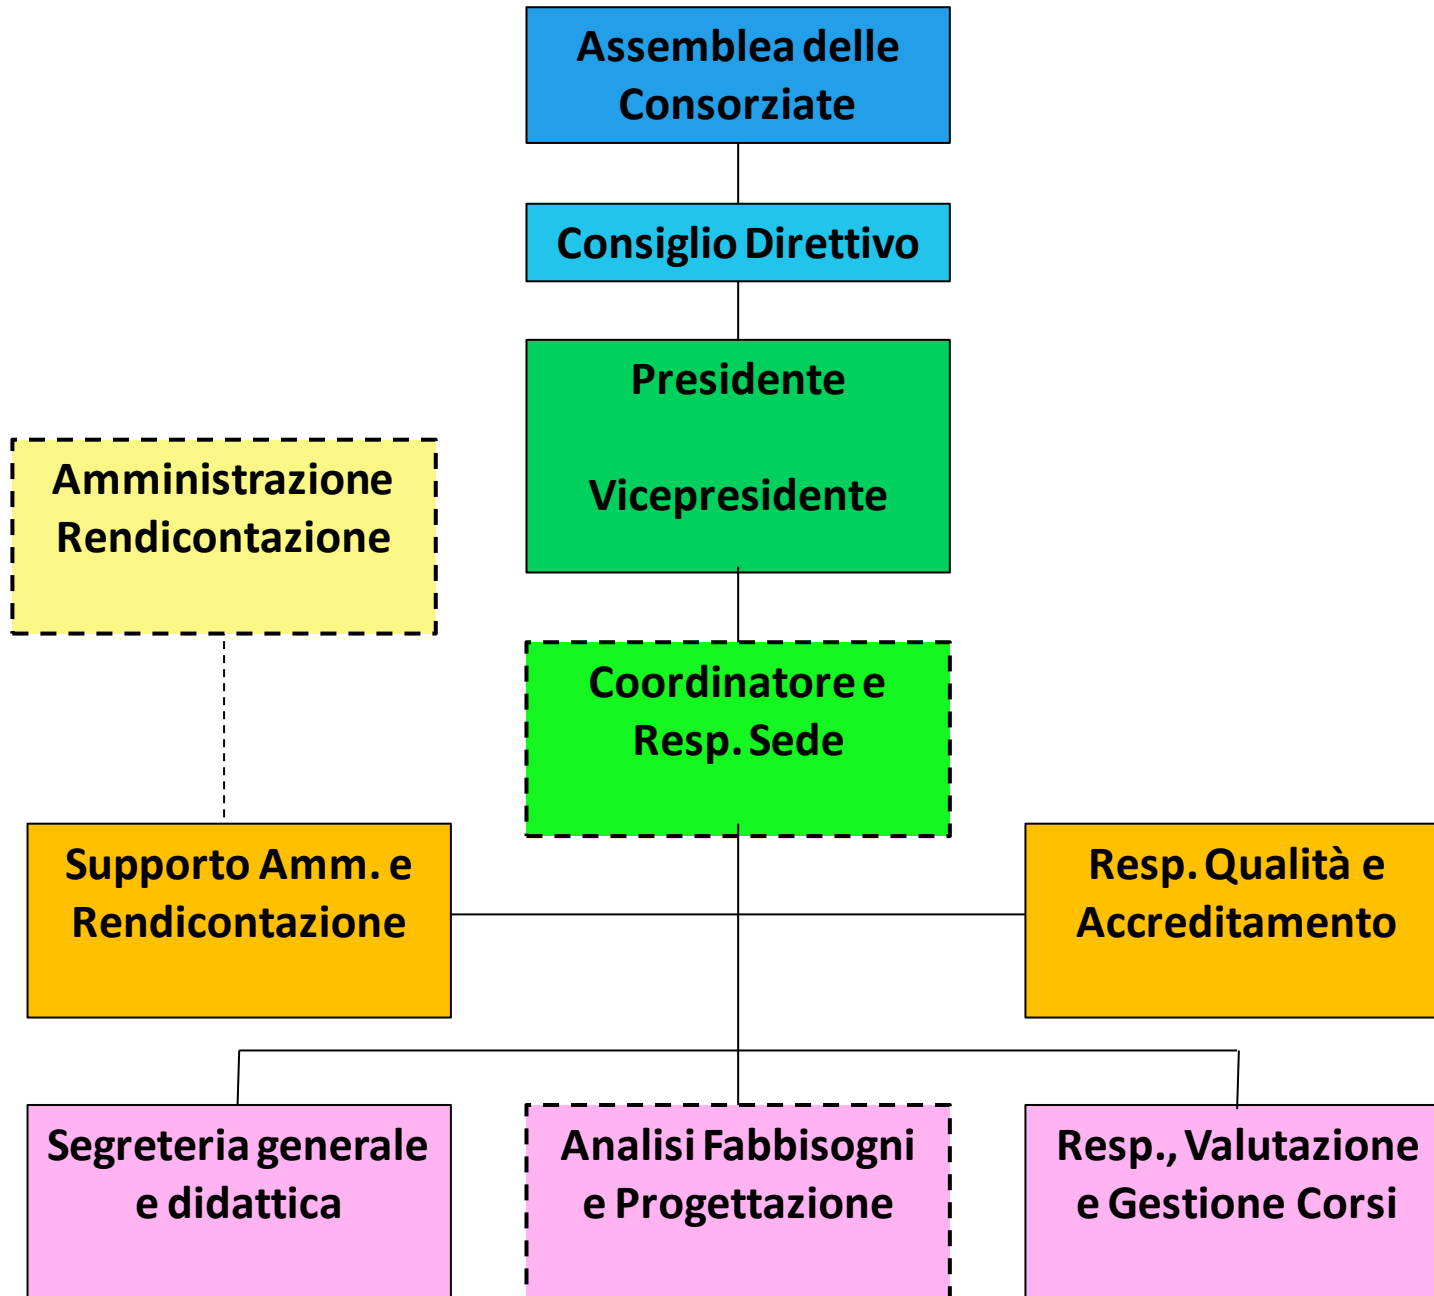 Assemblea delle
Consorziate
Consiglio Direttivo
Presidente
Vicepresidente
Amministrazione
Rendicontazione
Coordinatore e
Resp. Sede
Supporto Amm. e
Rendicontazione
Resp. Qualità e
Accreditamento
Segreteria generale
e didattica
Analisi Fabbisogni
e Progettazione
Resp., Valutazione
e Gestione Corsi